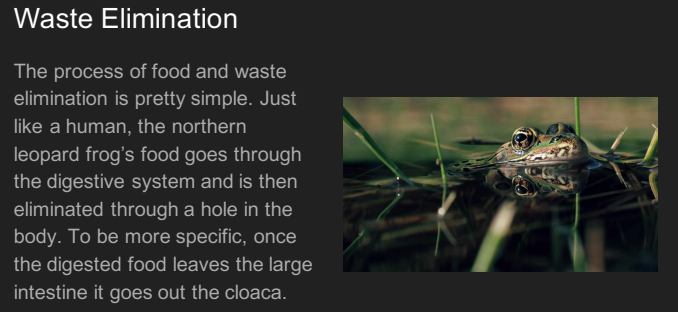 Waste Elimination
The process of food and waste
elimination is pretty simple. Just
like a human, the northern
leopard frog's food goes through
the digestive system and is then
eliminated through a hole in the
body. To be more specific, once
the digested food leaves the large
intestine it goes out the cloaca.